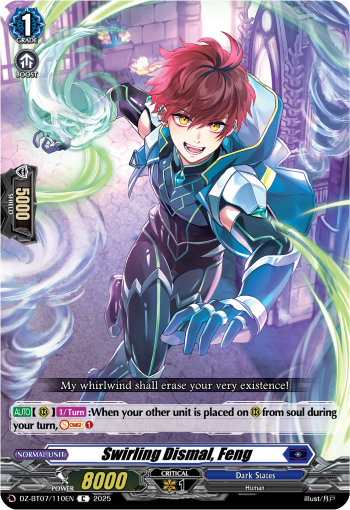 1
GRADE
BOOST
5000
SHIELD
My whirlwind shall erase your very existence!
AUTO 1/Turn :When your other unit is placed on from soul during
your turn, 1
NORMAL UNIT
Swirling Dismal, Feng
POWER 8000
CRITICAL
1
Dark States
Human
DZ-BT07/110EN C 2025
illust/月戸